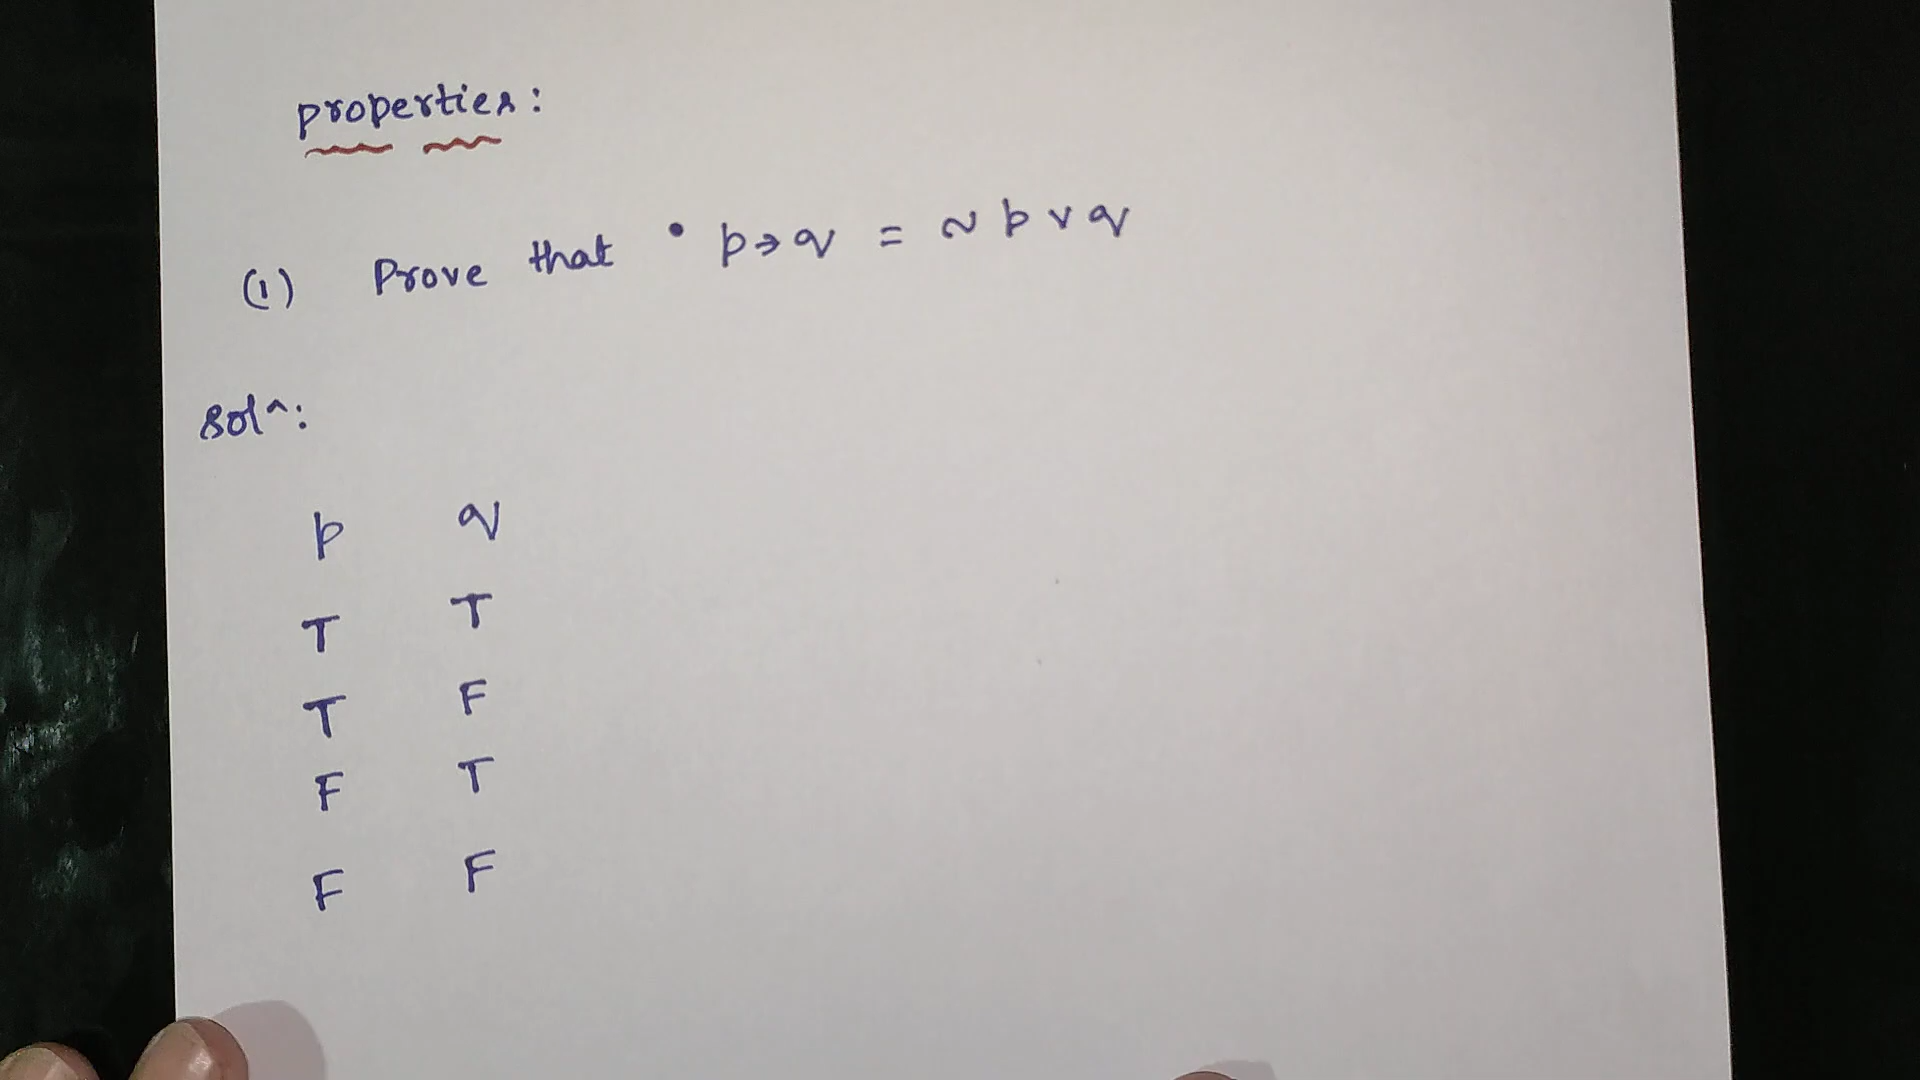 properties:
(1) Prove that • p→q = ~p∨q
Sol^:
p q
T T
T F
F T
F F